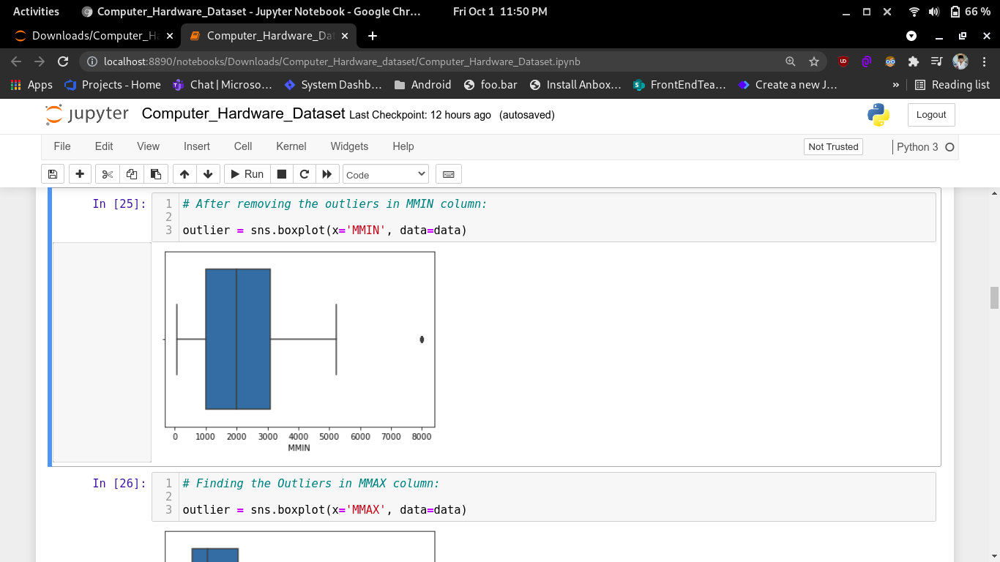 Activities Computer_Hardware_Dataset - Jupyter Notebook - Google Chr... Fri Oct 1 11:50 PM 66 %
Downloads/Computer_Ha Computer_Hardware_Dat
localhost:8890/notebooks/Downloads/Computer_Hardware_dataset/Computer_Hardware_Dataset.ipynb
Apps Projects - Home Chat | Microso... System Dashb... Android foo.bar Install Anbox... FrontEndTea... Create a new J... » Reading list
jupyter Computer_Hardware_Dataset Last Checkpoint: 12 hours ago (autosaved) Logout
File Edit View Insert Cell Kernel Widgets Help Not Trusted Python 3
Run Code
In [25]: 1 # After removing the outliers in MMIN column:
2
3 outlier = sns.boxplot(x='MMIN', data=data)
0 1000 2000 3000 4000 5000 6000 7000 8000
MMIN
In [26]: 1 # Finding the Outliers in MMAX column:
2
3 outlier = sns.boxplot(x='MMAX', data=data)